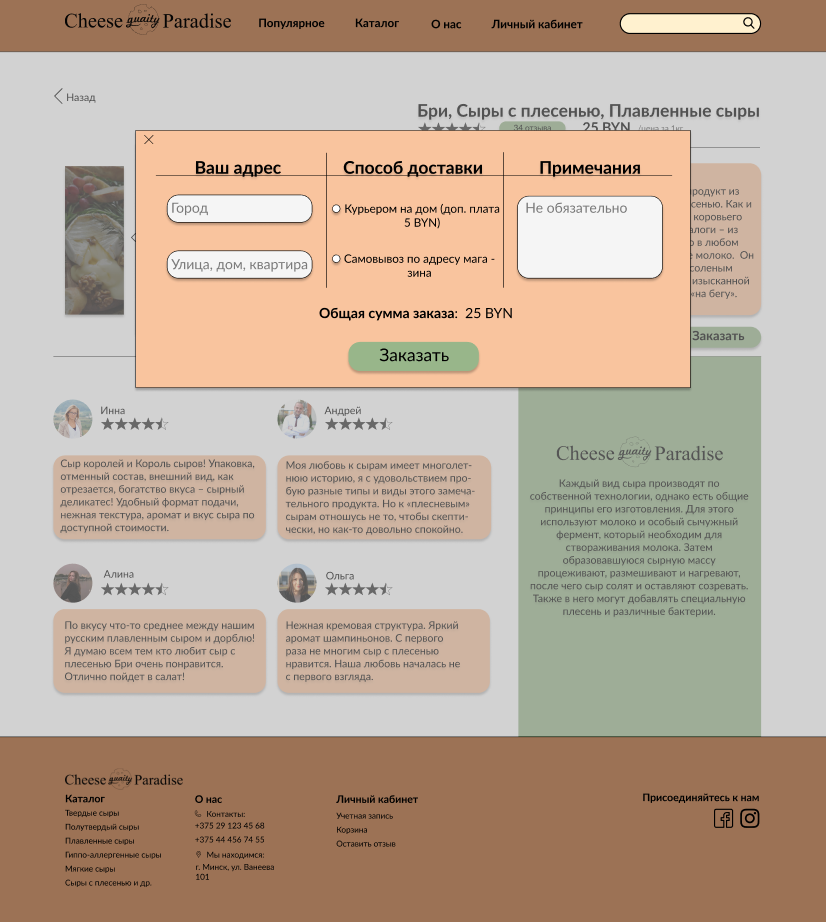 Cheese guaity Paradise
Популярное
Каталог
О нас
Личный кабинет
Назад
Бри, Сыры с плесенью, Плавленные сыры
34 отзыва
25 BYN
/цена за 1кг
Ваш адрес
Город
Улица, дом, квартира
Способ доставки
Курьером на дом (доп. плата
5 BYN)
Самовывоз по адресу мага -
зина
Примечания
Не обязательно
Общая сумма заказа: 25 BYN
Заказать
из
Как и
коровьего
– из
в любом
молоко. Он
изысканной
«на бегу».
Заказать
Инна
Сыр королей и Король сыров! Упаковка,
отменный состав, внешний вид, как
отрезается, богатство вкуса – сырный
деликатес! Удобный формат подачи,
нежная текстура, аромат и вкус сыра по
доступной стоимости.
Андрей
Моя любовь к сырам имеет многолет-
нюю историю, я с удовольствием про-
бую разные типы и виды этого замеча-
тельного продукта. Но к «плесневым»
сырам отношусь не то, чтобы скепти-
чески, но как-то довольно спокойно.
Алина
По вкусу что-то среднее между нашим
русским плавленным сыром и дорблю!
Я думаю всем тем кто любит сыр с
плесенью Бри очень понравится.
Отлично пойдет в салат!
Ольга
Нежная кремовая структура. Яркий
аромат шампиньонов. С первого
раза не многим сыр с плесенью
нравится. Наша любовь началась не
с первого взгляда.
Cheese guaity Paradise
Каждый вид сыра производят по
собственной технологии, однако есть общие
принципы его изготовления. Для этого
используют молоко и особый сычужный
фермент, который необходим для
створаживания молока. Затем
образовавшуюся сырную массу
процеживают, размешивают и нагревают,
после чего сыр солят и оставляют созревать.
Также в него могут добавлять специальную
плесень и различные бактерии.
Cheese guaity Paradise
Каталог
Твердые сыры
Полутвердый сыры
Плавленные сыры
Гиппо-аллергенные сыры
Мягкие сыры
Сыры с плесенью и др.
О нас
Контакты:
+375 29 123 45 68
+375 44 456 74 55
Мы находимся:
г. Минск, ул. Ванеева
101
Личный кабинет
Учетная запись
Корзина
Оставить отзыв
Присоединяйтесь к нам